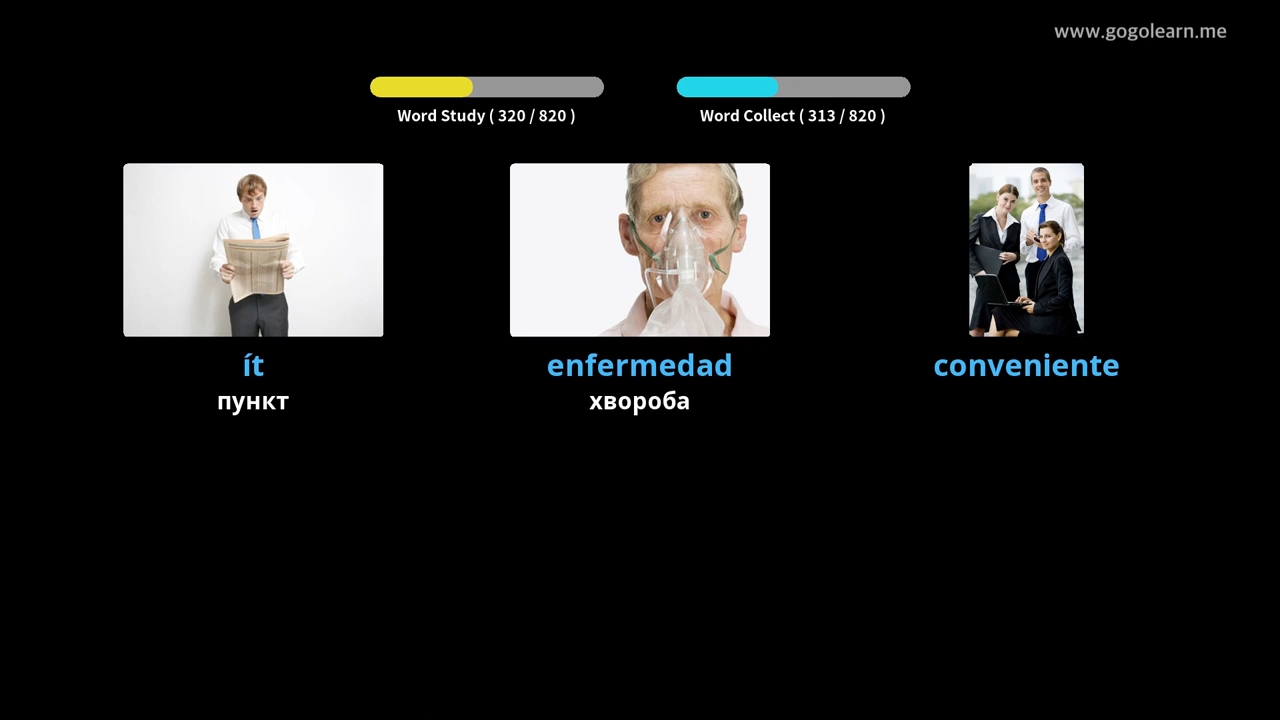 www.gogolearn.me
Word Study ( 320 / 820 )
Word Collect ( 313 / 820 )
ít
пункт
enfermedad
хвороба
conveniente